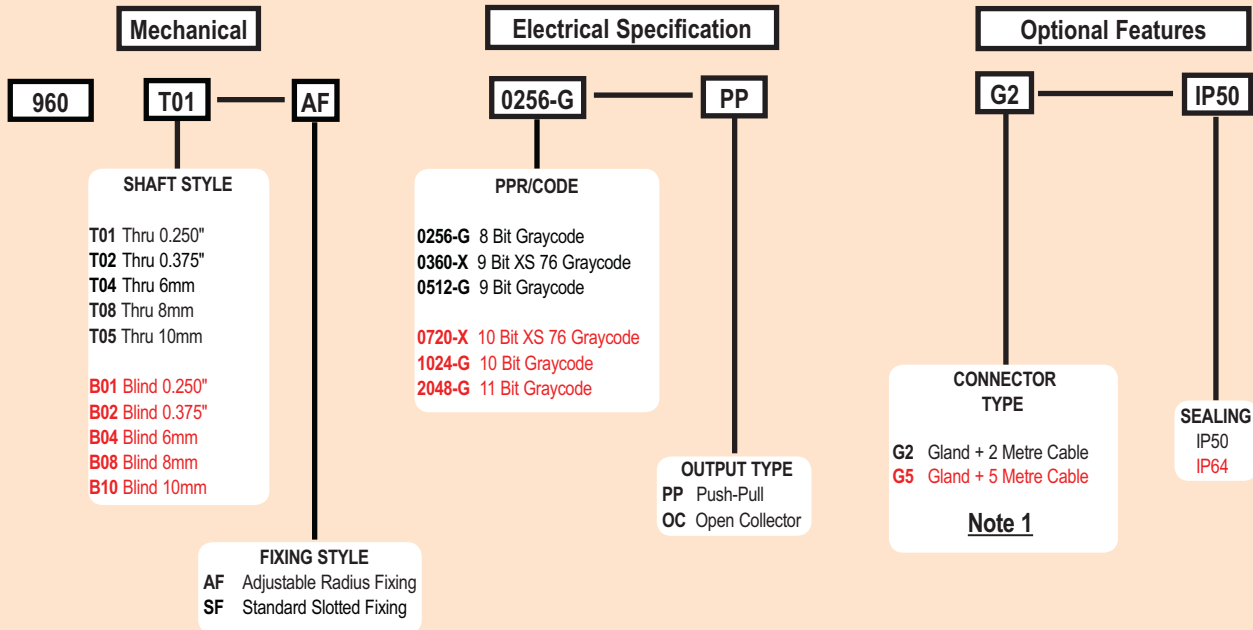 Mechanical
Electrical Specification
Optional Features
960
T01
AF
0256-G
PP
G2
IP50
SHAFT STYLE
T01 Thru 0.250"
T02 Thru 0.375"
T04 Thru 6mm
T08 Thru 8mm
T05 Thru 10mm
B01 Blind 0.250"
B02 Blind 0.375"
B04 Blind 6mm
B08 Blind 8mm
B10 Blind 10mm
FIXING STYLE
AF Adjustable Radius Fixing
SF Standard Slotted Fixing
PPR/CODE
0256-G 8 Bit Graycode
0360-X 9 Bit XS 76 Graycode
0512-G 9 Bit Graycode
0720-X 10 Bit XS 76 Graycode
1024-G 10 Bit Graycode
2048-G 11 Bit Graycode
OUTPUT TYPE
PP Push-Pull
OC Open Collector
CONNECTOR
TYPE
G2 Gland + 2 Metre Cable
G5 Gland + 5 Metre Cable
Note 1
SEALING
IP50
IP64